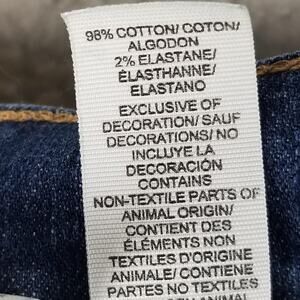 98% COTTON/ COTON/
ALGODON
2% ELASTANE/
ÉLASTHANNE/
ELASTANO
EXCLUSIVE OF
DECORATION/ SAUF
DECORATIONS/ NO
INCLUYE LA
DECORACIÓN
CONTAINS
NON-TEXTILE PARTS OF
ANIMAL ORIGIN/
CONTIENT DES
ÉLÉMENTS NON
TEXTILES D'ORIGINE
ANIMALE/ CONTIENE
PARTES NO TEXTILES